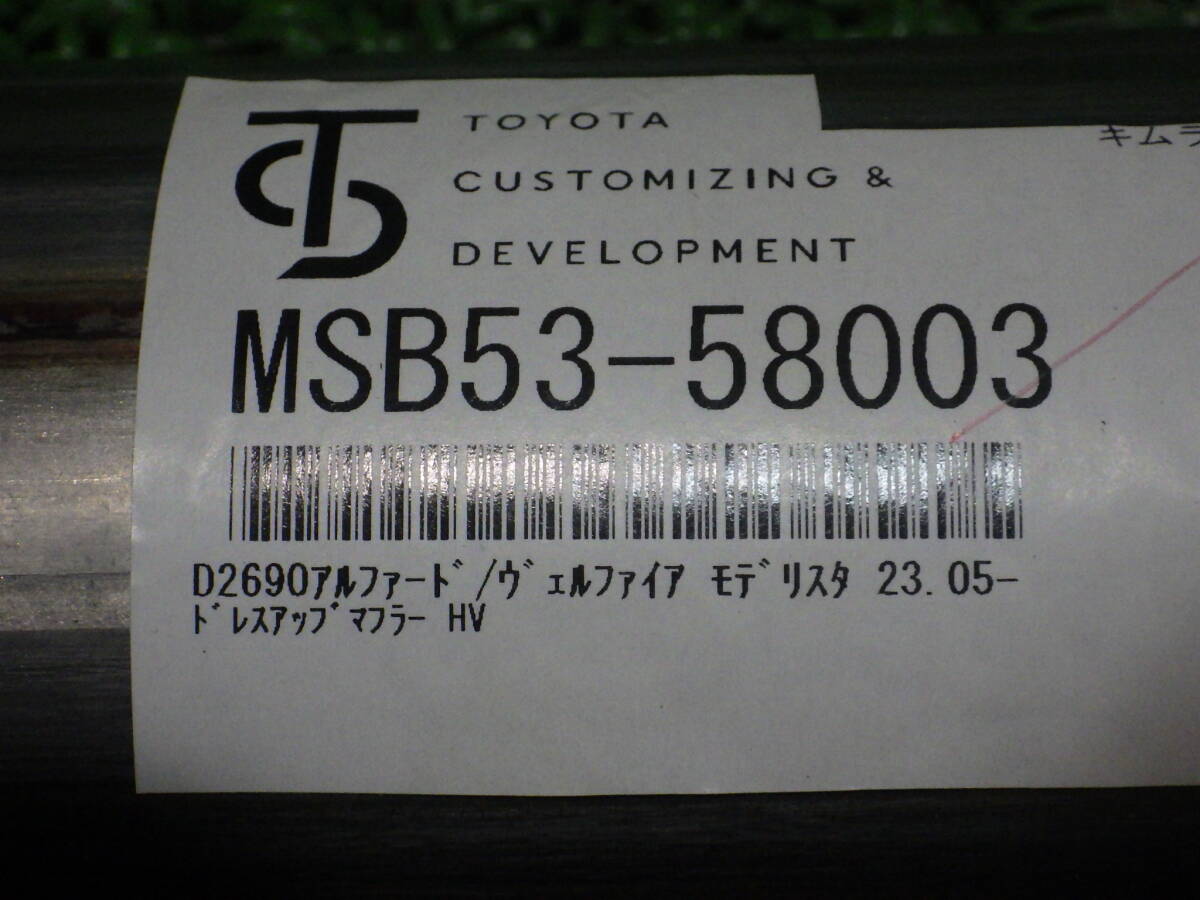 TOYOTA
CUSTOMIZING &
DEVELOPMENT
キムラ
MSB53-58003
D2690ｱﾙﾌｧｰﾄﾞ/ｳﾞｪﾙﾌｧｲｱ ﾓﾃﾞﾘｽﾀ 23.05-
ﾄﾞﾚｽｱｯﾌﾟﾏﾌﾗｰ HV